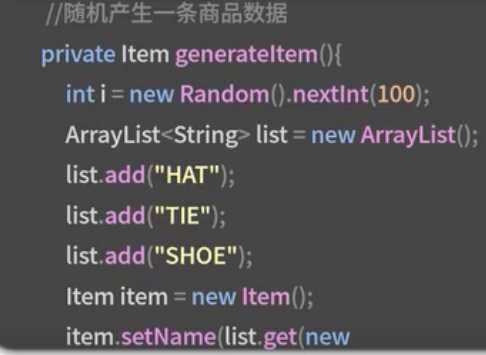 //随机产生一条商品数据
private Item generateItem(){
int i = new Random().nextInt(100);
ArrayList<String> list = new ArrayList();
list.add("HAT");
list.add("TIE");
list.add("SHOE");
Item item = new Item();
item.setName(list.get(new